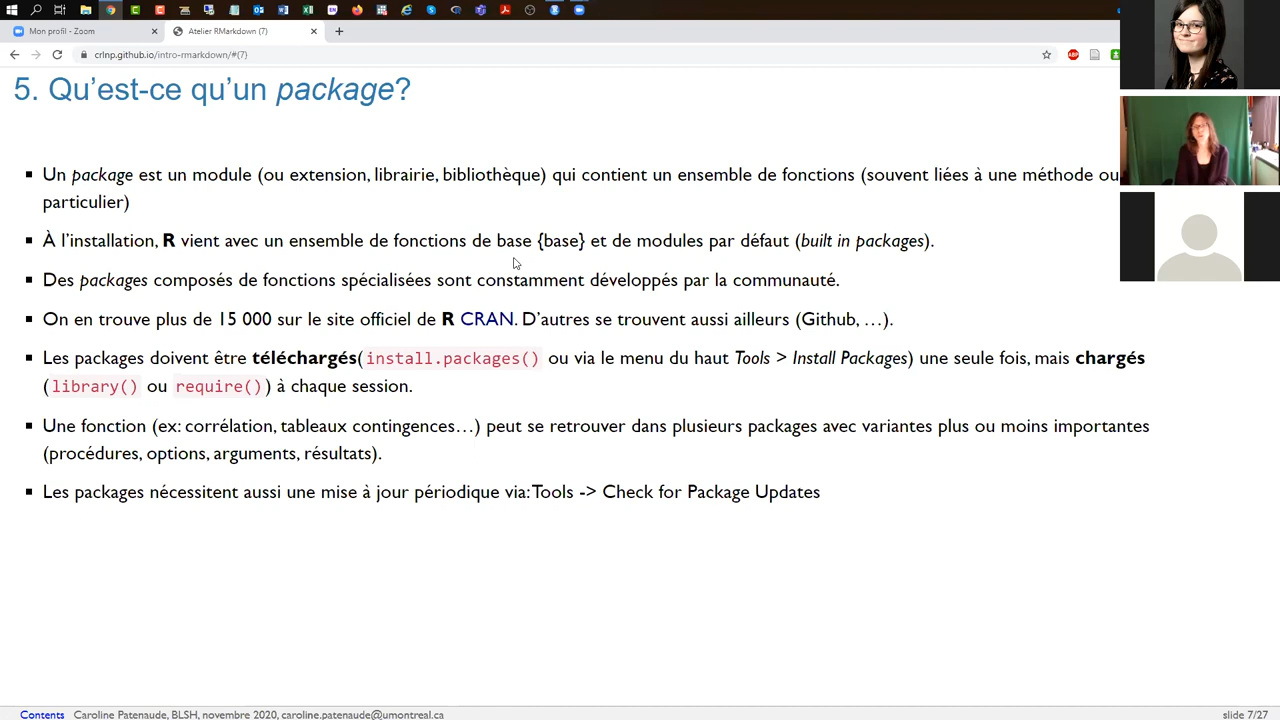 Mon profil - Zoom
Atelier RMarkdown (7)
crlnp.github.io/intro-rmarkdown/#(7)
ABP
5. Qu'est-ce qu'un package?
Un package est un module (ou extension, librairie, bibliothèque) qui contient un ensemble de fonctions (souvent liées à une méthode ou
particulier)
À l'installation, R vient avec un ensemble de fonctions de base {base} et de modules par défaut (built in packages).
Des packages composés de fonctions spécialisées sont constamment développés par la communauté.
On en trouve plus de 15 000 sur le site officiel de R CRAN. D'autres se trouvent aussi ailleurs (Github, …).
Les packages doivent être téléchargés(install.packages() ou via le menu du haut Tools > Install Packages) une seule fois, mais chargés
(library() ou require()) à chaque session.
Une fonction (ex: corrélation, tableaux contingences…) peut se retrouver dans plusieurs packages avec variantes plus ou moins importantes
(procédures, options, arguments, résultats).
Les packages nécessitent aussi une mise à jour périodique via: Tools -> Check for Package Updates
Contents Caroline Patenaude, BLSH, novembre 2020, caroline.patenaude@umontreal.ca
slide 7/27